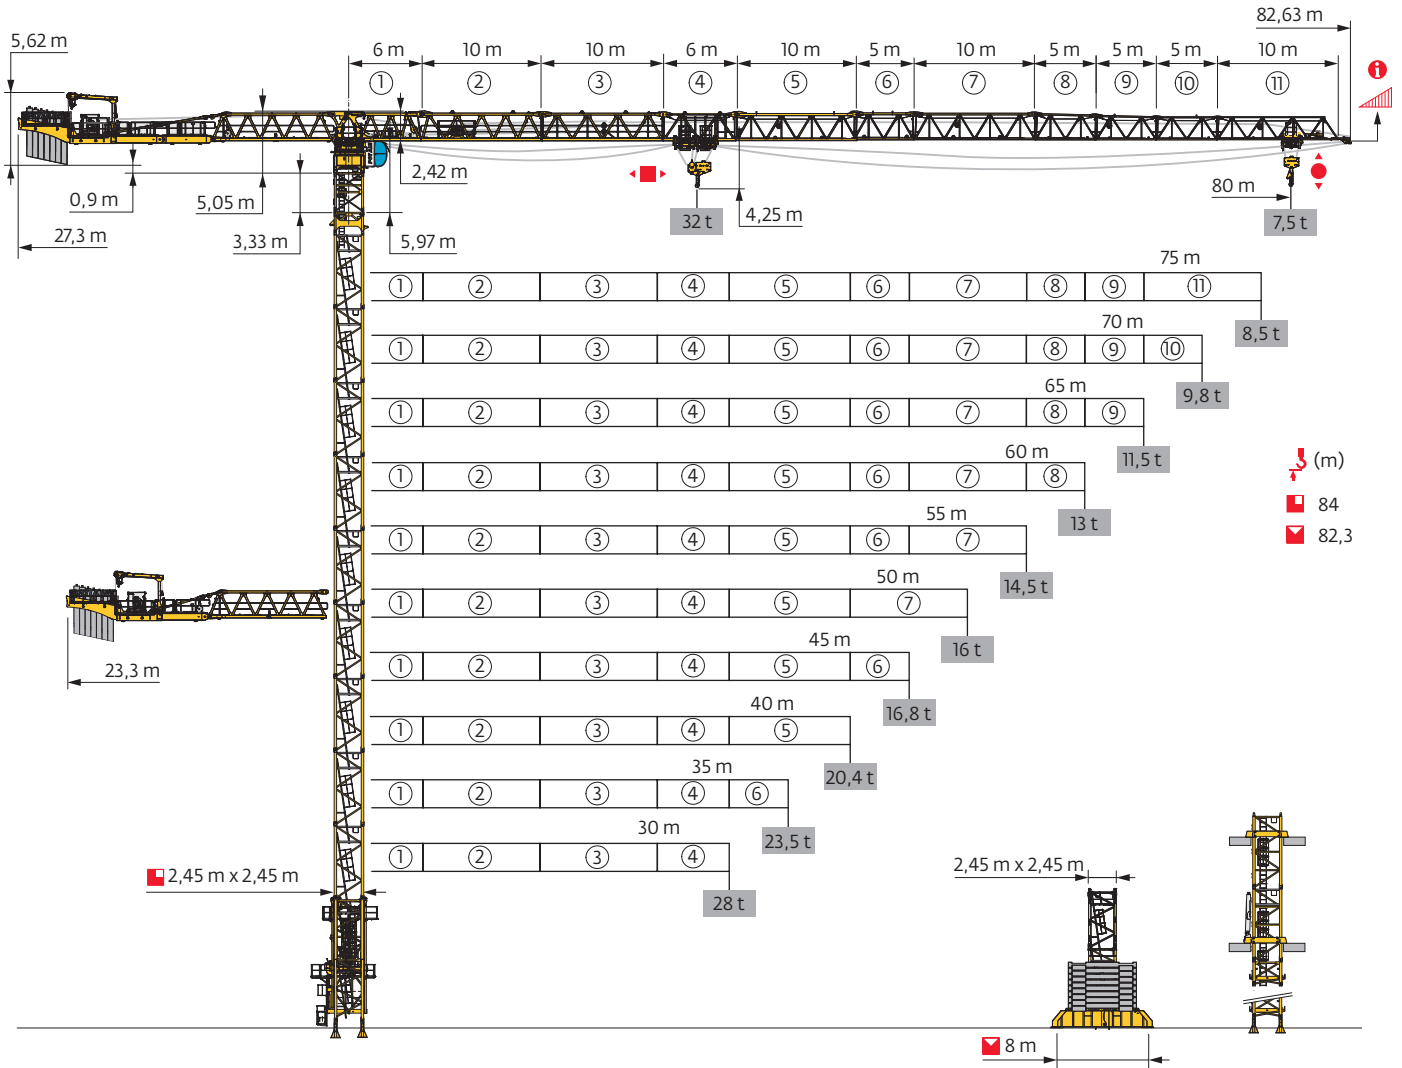 82,63 m
5,62 m
6 m 10 m 10 m 6 m 10 m 5 m 10 m 5 m 5 m 5 m 10 m
1 2 3 4 5 6 7 8 9 10 11
i
2,42 m
0,9 m
5,05 m
80 m
32 t
4,25 m
7,5 t
27,3 m
3,33 m
5,97 m
75 m
1 2 3 4 5 6 7 8 9 11
8,5 t
70 m
1 2 3 4 5 6 7 8 9 10
9,8 t
65 m
1 2 3 4 5 6 7 8 9
11,5 t
60 m
1 2 3 4 5 6 7 8
13 t
(m)
84
82,3
55 m
1 2 3 4 5 6 7
14,5 t
50 m
1 2 3 4 5 7
16 t
45 m
1 2 3 4 5 6
16,8 t
23,3 m
40 m
1 2 3 4 5
20,4 t
35 m
1 2 3 4 6
23,5 t
30 m
1 2 3 4
28 t
2,45 m x 2,45 m
2,45 m x 2,45 m
8 m